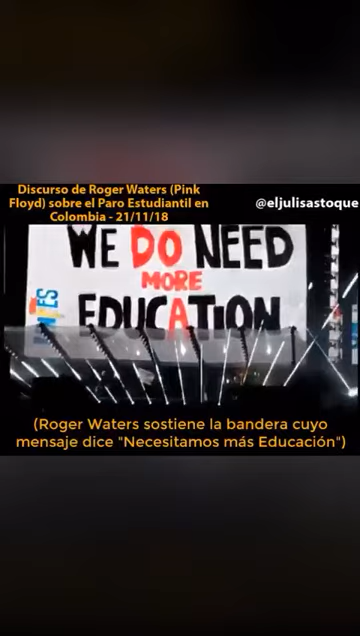 Discurso de Roger Waters (Pink
Floyd) sobre el Paro Estudiantil en
Colombia - 21/11/18
@eljulisastoque
WE DO NEED
MORE
EDUCATION
(Roger Waters sostiene la bandera cuyo
mensaje dice "Necesitamos más Educación")